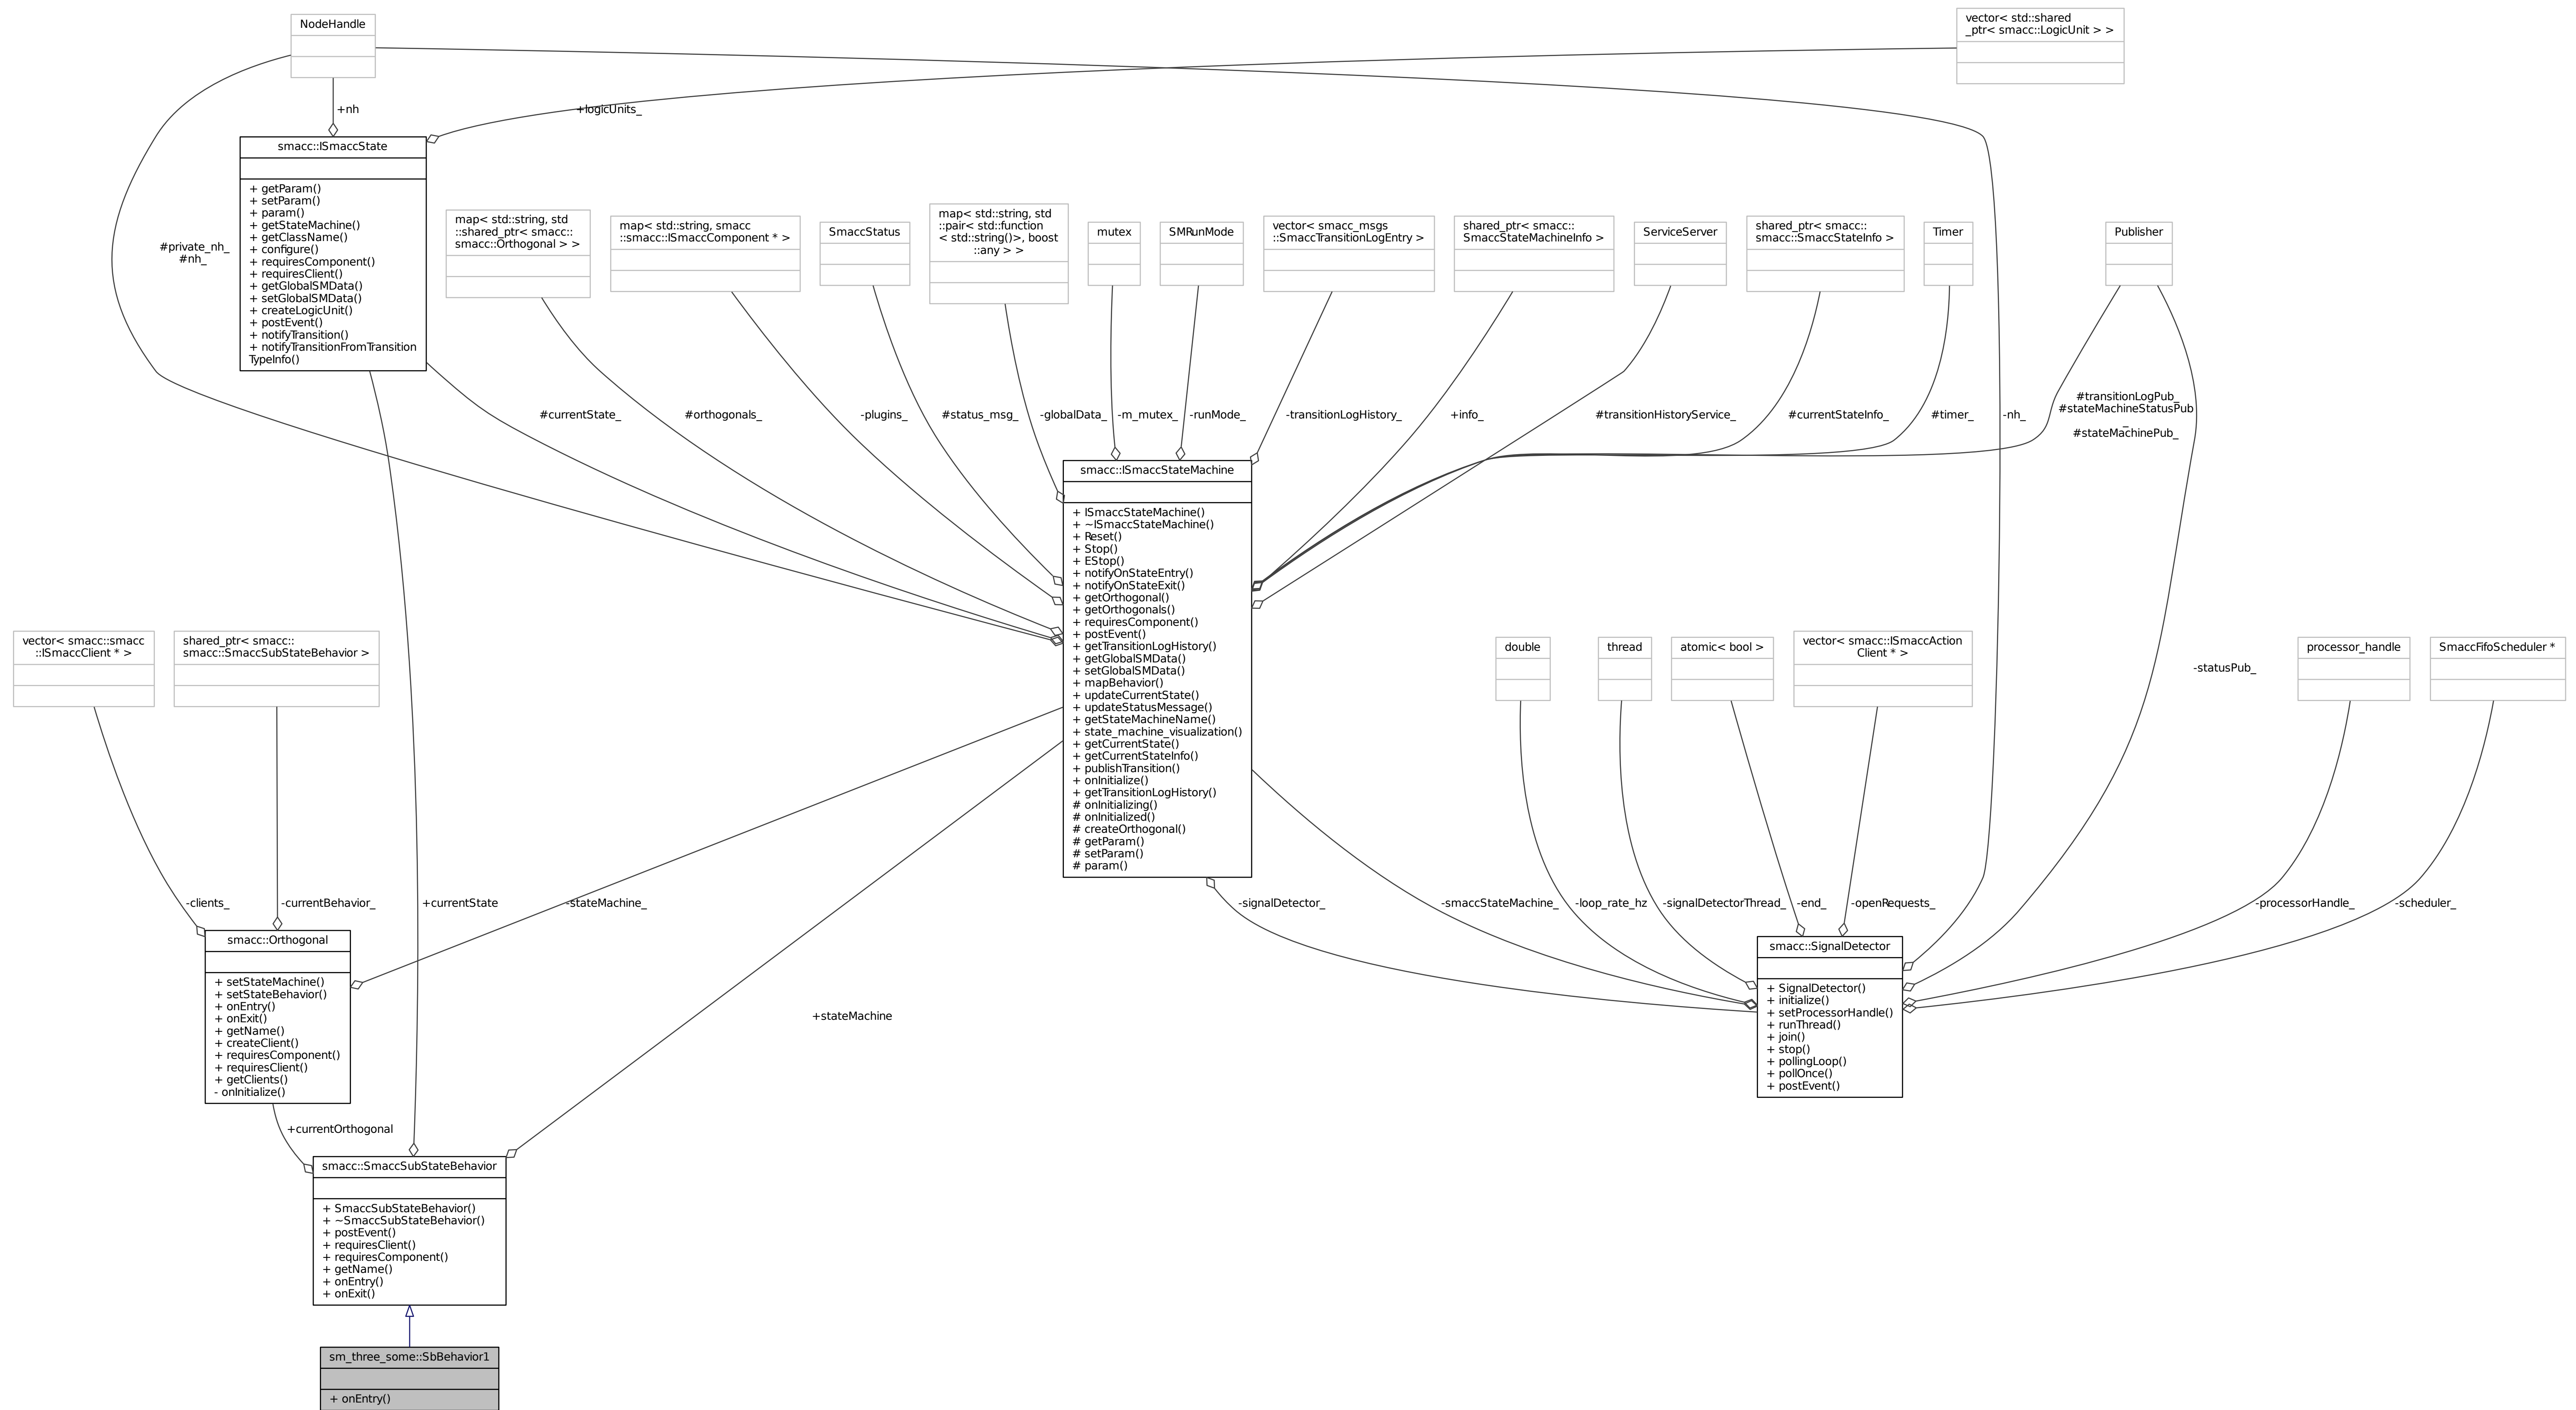 NodeHandle
vector< std::shared
_ptr< smacc::LogicUnit > >
+nh
+logicUnits_
smacc::ISmaccState
+ getParam()
+ setParam()
+ param()
+ getStateMachine()
+ getClassName()
+ configure()
+ requiresComponent()
+ requiresClient()
+ getGlobalSMData()
+ setGlobalSMData()
+ createLogicUnit()
+ postEvent()
+ notifyTransition()
+ notifyTransitionFromTransition
TypeInfo()
#private_nh_
#nh_
map< std::string, std
::shared_ptr< smacc::
smacc::Orthogonal > >
map< std::string, smacc
::smacc::ISmaccComponent * >
SmaccStatus
map< std::string, std
::pair< std::function
< std::string()>, boost
::any > >
mutex
SMRunMode
vector< smacc_msgs
::SmaccTransitionLogEntry >
shared_ptr< smacc::
SmaccStateMachineInfo >
ServiceServer
shared_ptr< smacc::
smacc::SmaccStateInfo >
Timer
Publisher
#currentState_
#orthogonals_
-plugins_
#status_msg_
-globalData_
-m_mutex_
-runMode_
-transitionLogHistory_
+info_
#transitionHistoryService_
#currentStateInfo_
#timer_
#transitionLogPub_
#stateMachineStatusPub
_
#stateMachinePub_
-nh_
smacc::ISmaccStateMachine
+ ISmaccStateMachine()
+ ~ISmaccStateMachine()
+ Reset()
+ Stop()
+ EStop()
+ notifyOnStateEntry()
+ notifyOnStateExit()
+ getOrthogonal()
+ getOrthogonals()
+ requiresComponent()
+ postEvent()
+ getTransitionLogHistory()
+ getGlobalSMData()
+ setGlobalSMData()
+ mapBehavior()
+ updateCurrentState()
+ updateStatusMessage()
+ getStateMachineName()
+ state_machine_visualization()
+ getCurrentState()
+ getCurrentStateInfo()
+ publishTransition()
+ onInitialize()
+ getTransitionLogHistory()
# onInitializing()
# onInitialized()
# createOrthogonal()
# getParam()
# setParam()
# param()
vector< smacc::smacc
::ISmaccClient * >
shared_ptr< smacc::
smacc::SmaccSubStateBehavior >
double
thread
atomic< bool >
vector< smacc::ISmaccAction
Client * >
-statusPub_
processor_handle
SmaccFifoScheduler *
-clients_
-currentBehavior_
+currentState
-stateMachine_
-signalDetector_
-smaccStateMachine_
-loop_rate_hz
-signalDetectorThread_
-end_
-openRequests_
-processorHandle_
-scheduler_
smacc::Orthogonal
+ setStateMachine()
+ setStateBehavior()
+ onEntry()
+ onExit()
+ getName()
+ createClient()
+ requiresComponent()
+ requiresClient()
+ getClients()
- onInitialize()
smacc::SignalDetector
+ SignalDetector()
+ initialize()
+ setProcessorHandle()
+ runThread()
+ join()
+ stop()
+ pollingLoop()
+ pollOnce()
+ postEvent()
+stateMachine
+currentOrthogonal
smacc::SmaccSubStateBehavior
+ SmaccSubStateBehavior()
+ ~SmaccSubStateBehavior()
+ postEvent()
+ requiresClient()
+ requiresComponent()
+ getName()
+ onEntry()
+ onExit()
sm_three_some::SbBehavior1
+ onEntry()